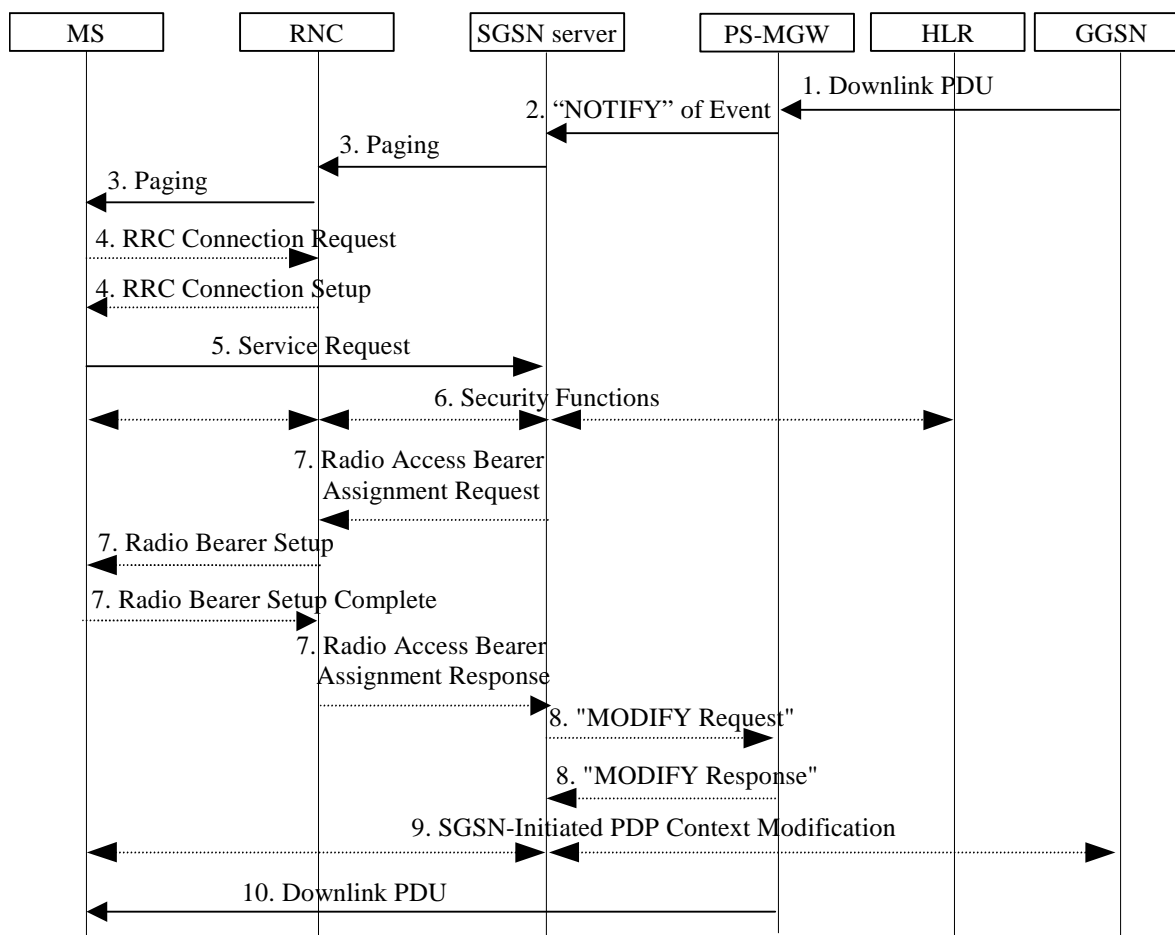 MS
RNC
SGSN server
PS-MGW
HLR
GGSN
1. Downlink PDU
2. “NOTIFY” of Event
3. Paging
3. Paging
4. RRC Connection Request
4. RRC Connection Setup
5. Service Request
6. Security Functions
7. Radio Access Bearer
Assignment Request
7. Radio Bearer Setup
7. Radio Bearer Setup Complete
7. Radio Access Bearer
Assignment Response
8. "MODIFY Request"
8. "MODIFY Response"
9. SGSN-Initiated PDP Context Modification
10. Downlink PDU